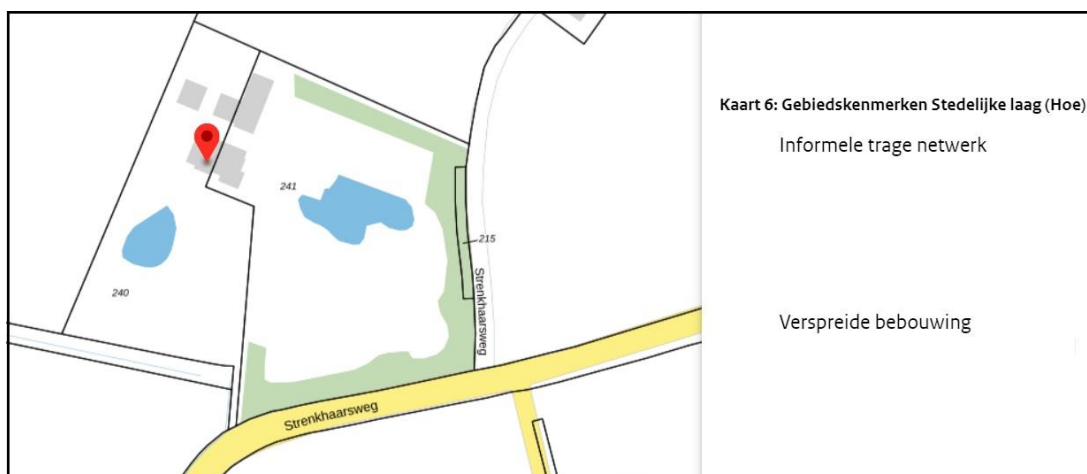 Kaart 6: Gebiedskenmerken Stedelijke laag (Hoe)
Informele trage netwerk
241
215
Strenkhaarsweg
240
Verspreide bebouwing
Strenkhaarsweg